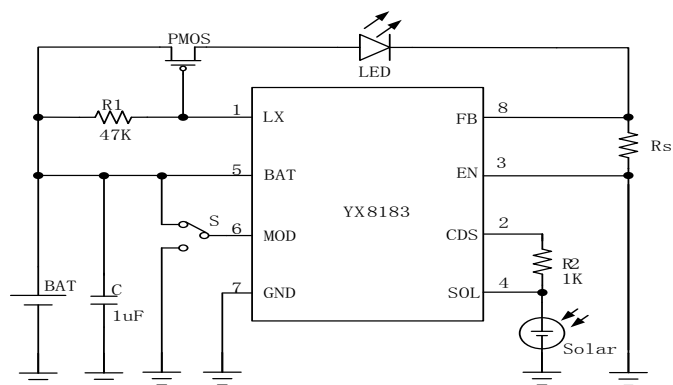 PMOS
LED
R1
47K
1
LX
FB
8
Rs
5
BAT
EN
3
YX8183
S
6
MOD
CDS
2
R2
1K
BAT
C
1uF
7
GND
SOL
4
Solar